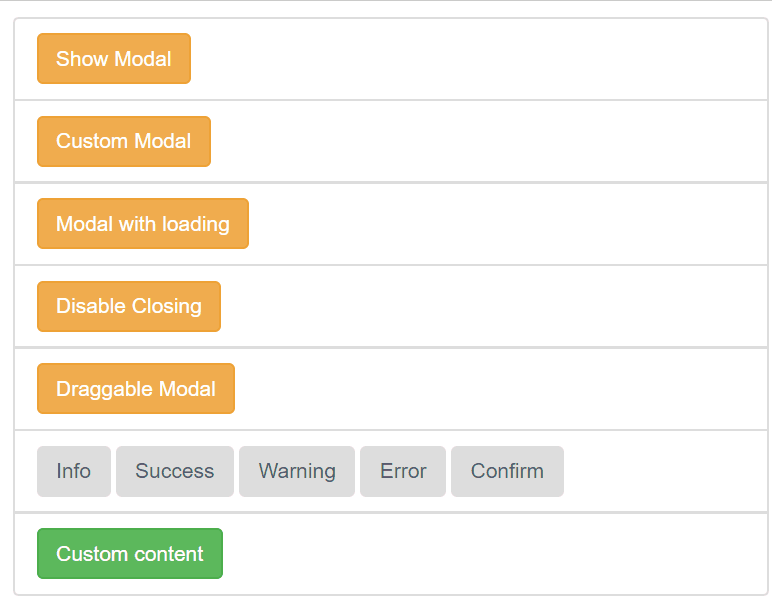 Show Modal
Custom Modal
Modal with loading
Disable Closing
Draggable Modal
Info Success Warning Error Confirm
Custom content